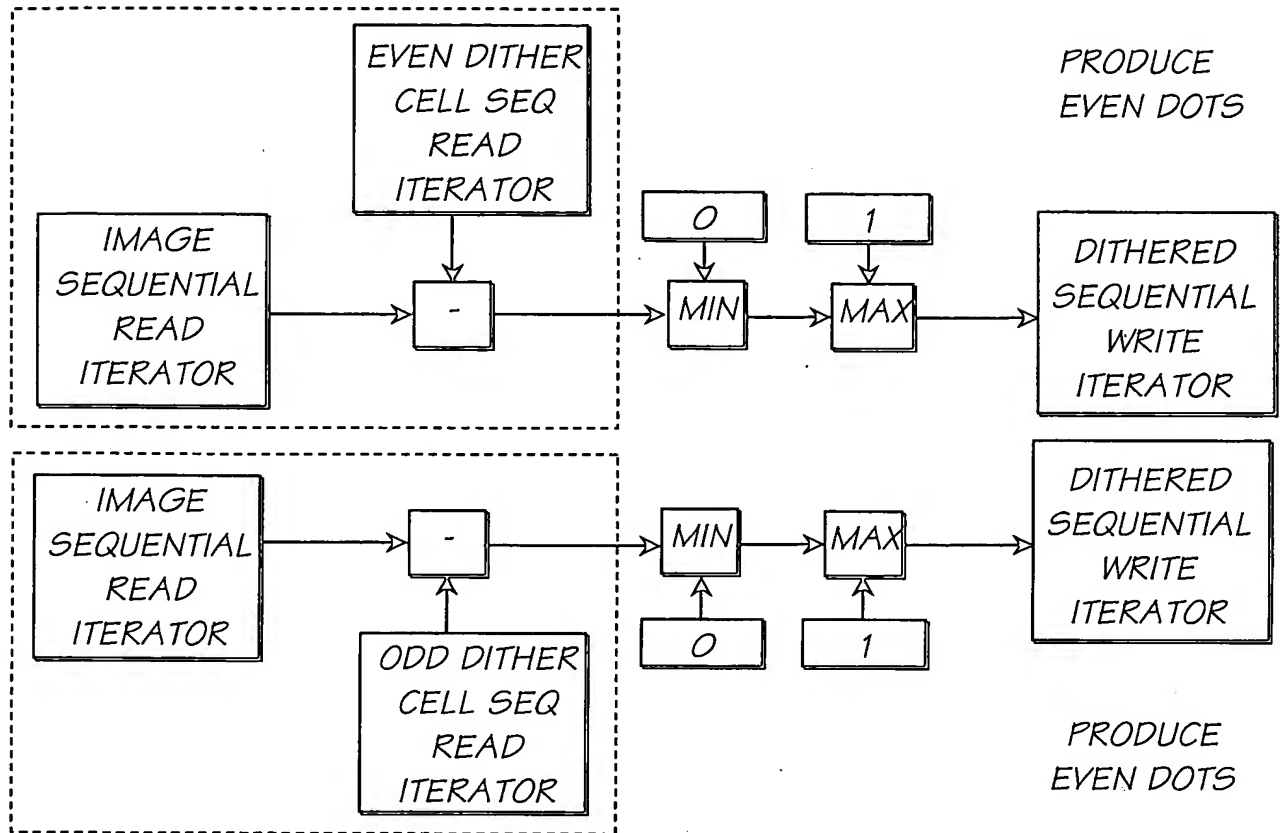 EVEN DITHER
CELL SEQ
READ
ITERATOR
PRODUCE
EVEN DOTS
IMAGE
SEQUENTIAL
READ
ITERATOR
-
0
MIN
1
MAX
DITHERED
SEQUENTIAL
WRITE
ITERATOR
IMAGE
SEQUENTIAL
READ
ITERATOR
-
MIN
MAX
DITHERED
SEQUENTIAL
WRITE
ITERATOR
ODD DITHER
CELL SEQ
READ
ITERATOR
0
1
PRODUCE
EVEN DOTS